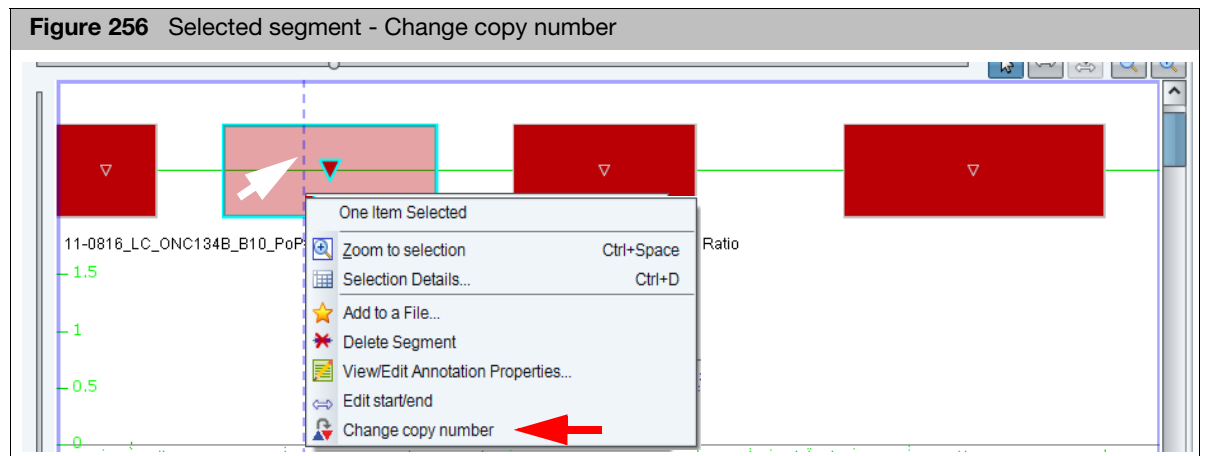 Figure 256 Selected segment - Change copy number
One Item Selected
11-0816_LC_ONC134B_B10_PoP
Zoom to selection Ctrl+Space
Ratio
1.5
Selection Details... Ctrl+D
Add to a File...
1
Delete Segment
View/Edit Annotation Properties...
0.5
Edit start/end
Change copy number
0